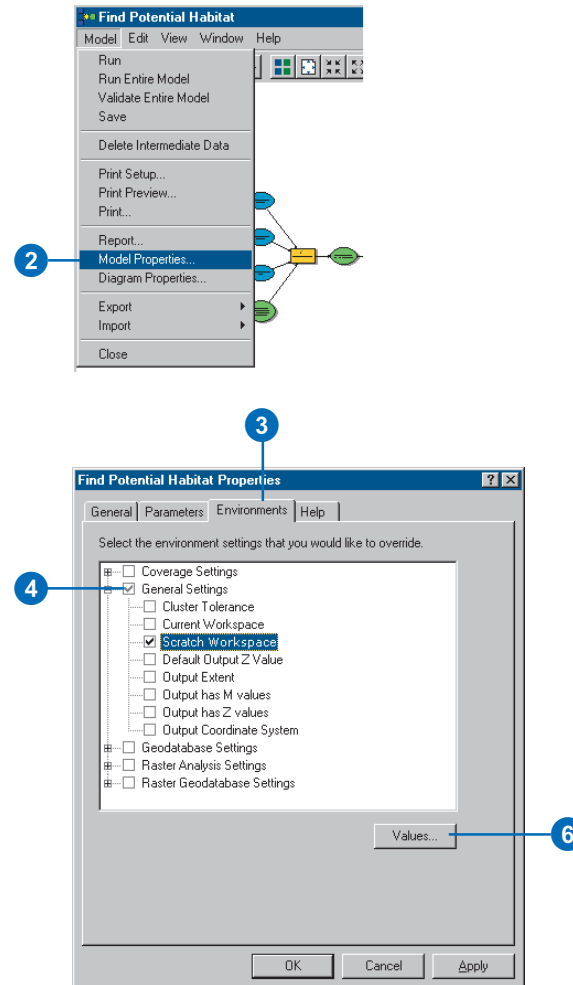 Find Potential Habitat
Model Edit View Window Help
Run
Run Entire Model
Validate Entire Model
Save
Delete Intermediate Data
Print Setup...
Print Preview...
Print...
Report...
2
Model Properties...
Diagram Properties...
Export
Import
Close
3
Find Potential Habitat Properties
General Parameters Environments Help
Select the environment settings that you would like to override.
Coverage Settings
4
General Settings
Cluster Tolerance
Current Workspace
Scratch Workspace
Default Output Z Value
Output Extent
Output has M values
Output has Z values
Output Coordinate System
Geodatabase Settings
Raster Analysis Settings
Raster Geodatabase Settings
Values...
6
OK Cancel Apply